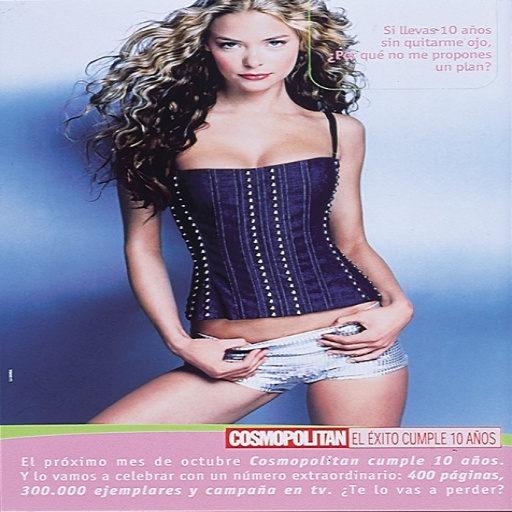 Si llevas 10 años
sin quitarme ojo,
¿Por qué no me propones
un plan?
COSMOPOLITAN EL ÉXITO CUMPLE 10 AÑOS
El próximo mes de octubre Cosmopolitan cumple 10 años.
Y lo vamos a celebrar con un número extraordinario: 400 páginas,
300.000 ejemplares y campaña en tv. ¿Te lo vas a perder?